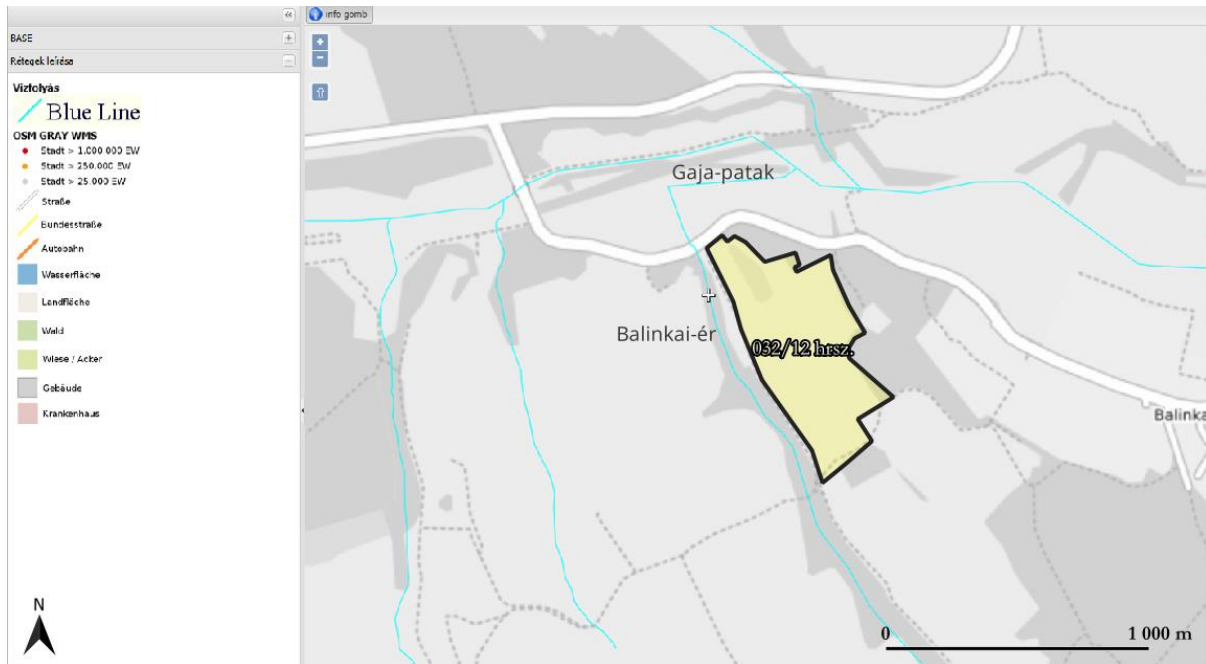 info gomb
BASE
Rétegek leírása
Vízfolyás
Blue Line
OSM GRAY WMS
Stadt > 1.000 000 EW
Stadt > 250.000 EW
Stadt > 25.000 EW
Straße
Bundesstraße
Autobahn
Wasserfläche
Landfläche
Wald
Wiese / Acker
Gebäude
Krankenhaus
N
Gaja-patak
Balinkai-ér
032/12 hrsz.
Balinka
0 1 000 m